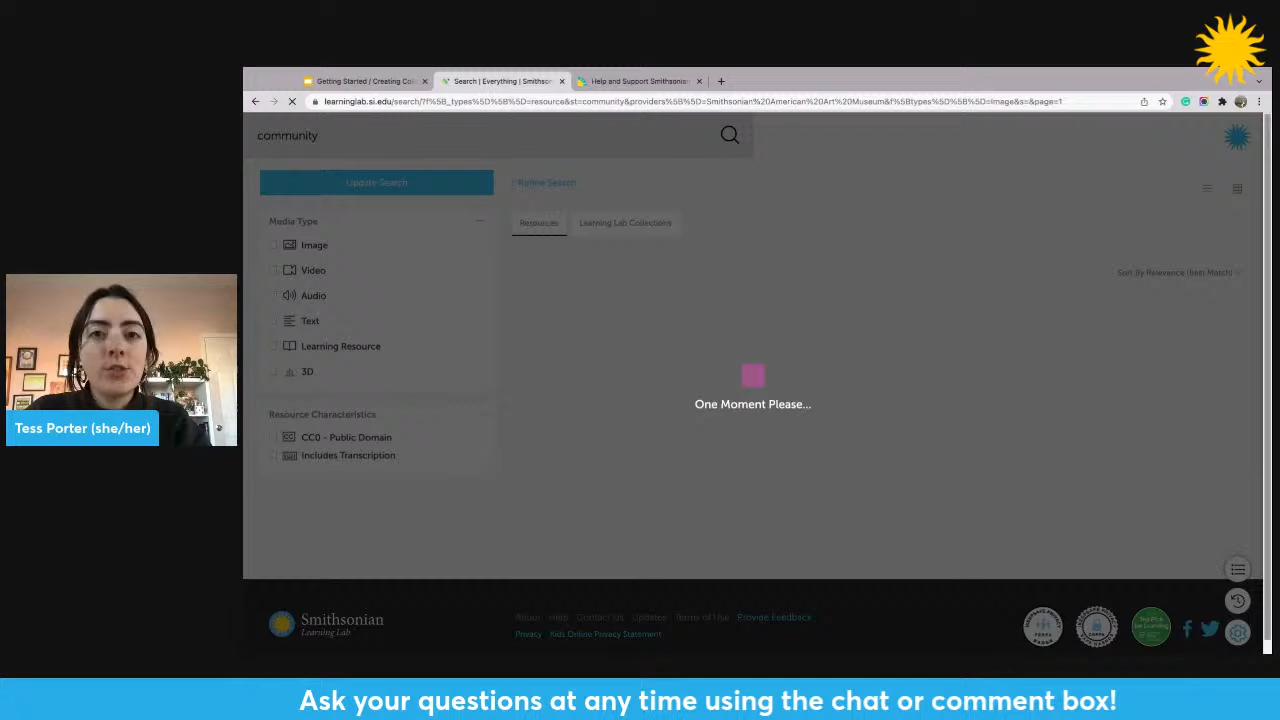 Getting Started / Creating Coll
Search | Everything | Smithson
Help and Support Smithsonian
learninglab.si.edu/search/?f%5B_types%5D%5B%5D=resource&st=community&providers%5B%5D=Smithsonian%20American%20Art%20Museum&f%5Btypes%5D%5B%5D=Image&s=&page=1
community
Update Search
Refine Search
Media Type
Resources
Learning Lab Collections
Image
Video
Sort By Relevance (Best Match)
Audio
Text
Learning Resource
3D
One Moment Please...
Resource Characteristics
CC0 - Public Domain
Includes Transcription
Tess Porter (she/her)
Smithsonian
Learning Lab
About Help Contact Us Updates Terms of Use Provide Feedback
Privacy Kids Online Privacy Statement
Ask your questions at any time using the chat or comment box!